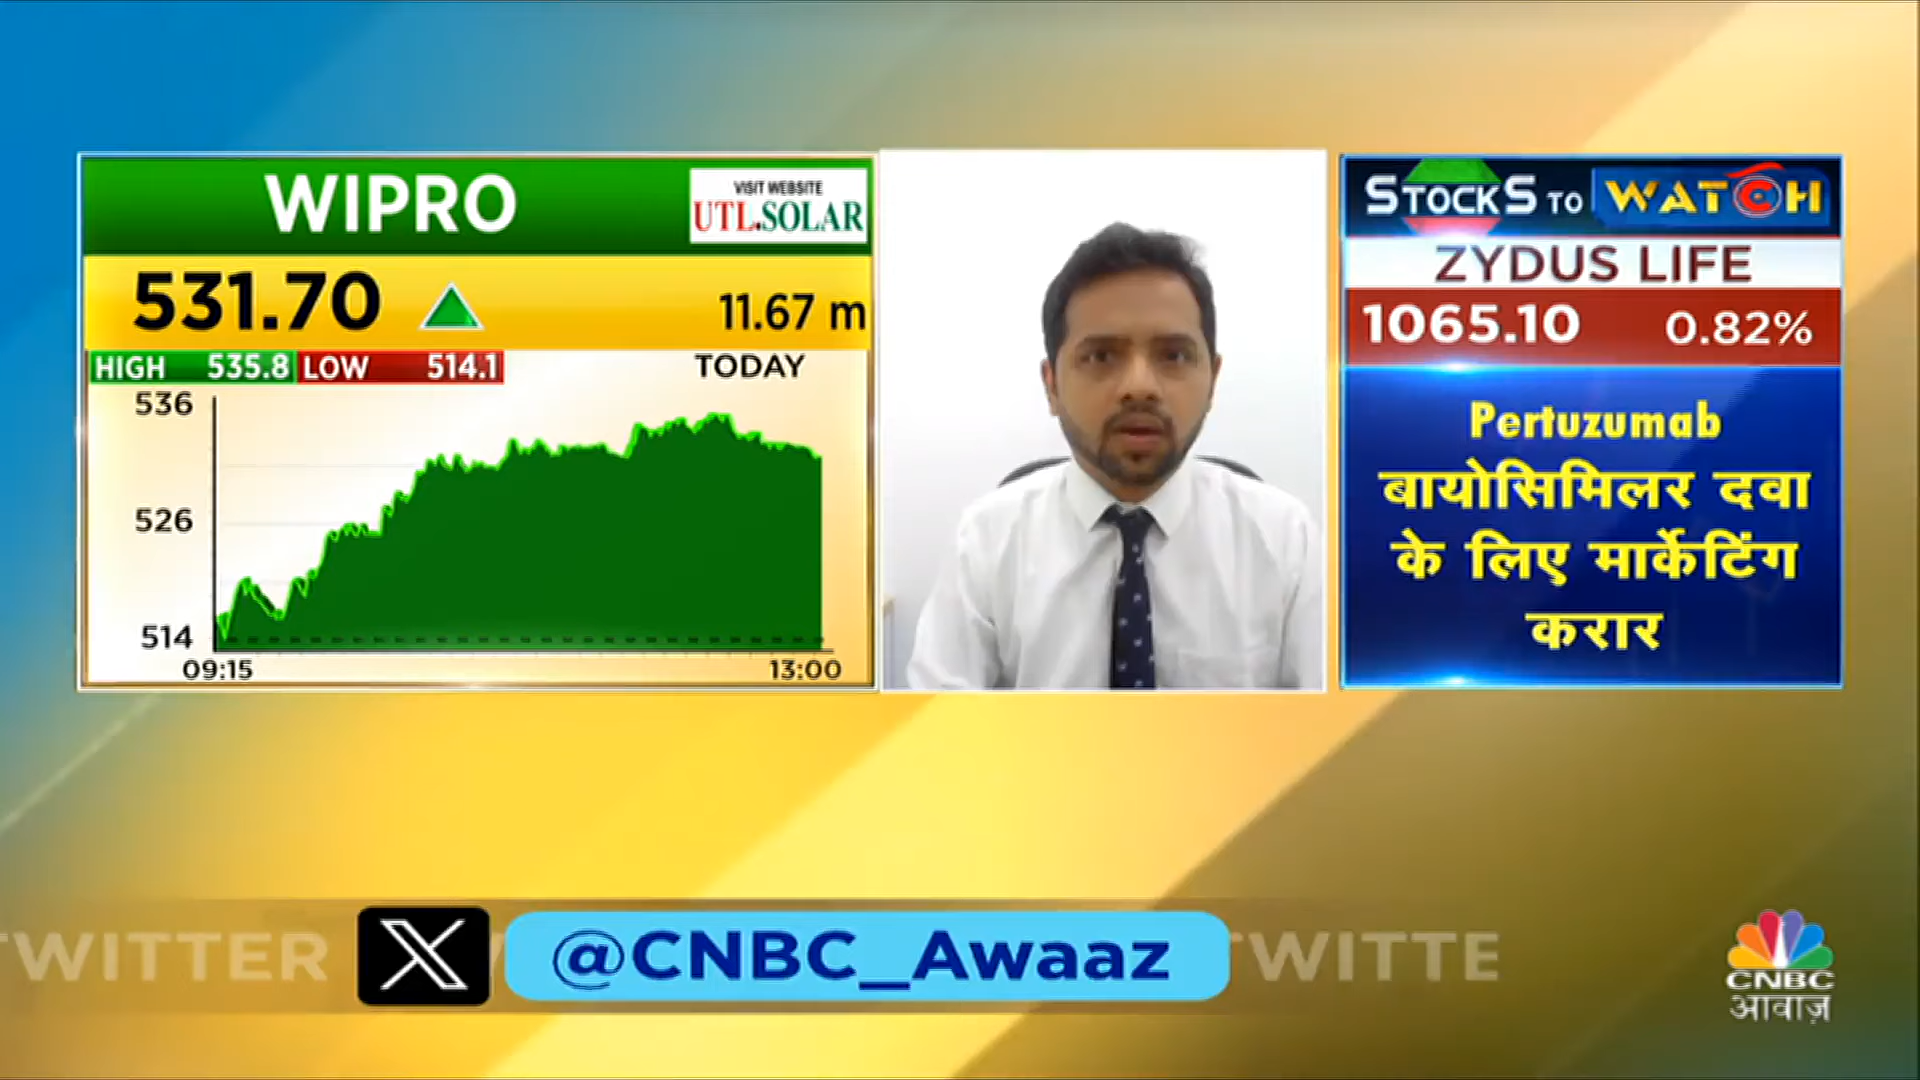 WIPRO
VISIT WEBSITE
UTL.SOLAR
531.70
11.67 m
HIGH 535.8 LOW 514.1
TODAY
536
526
514
09:15
13:00
STOCKS TO WATCH
ZYDUS LIFE
1065.10 0.82%
Pertuzumab
बायोसिमिलर दवा
के लिए मार्केटिंग
करार
TWITTER
X
@CNBC_Awaaz
TWITTE
CNBC
आवाज़